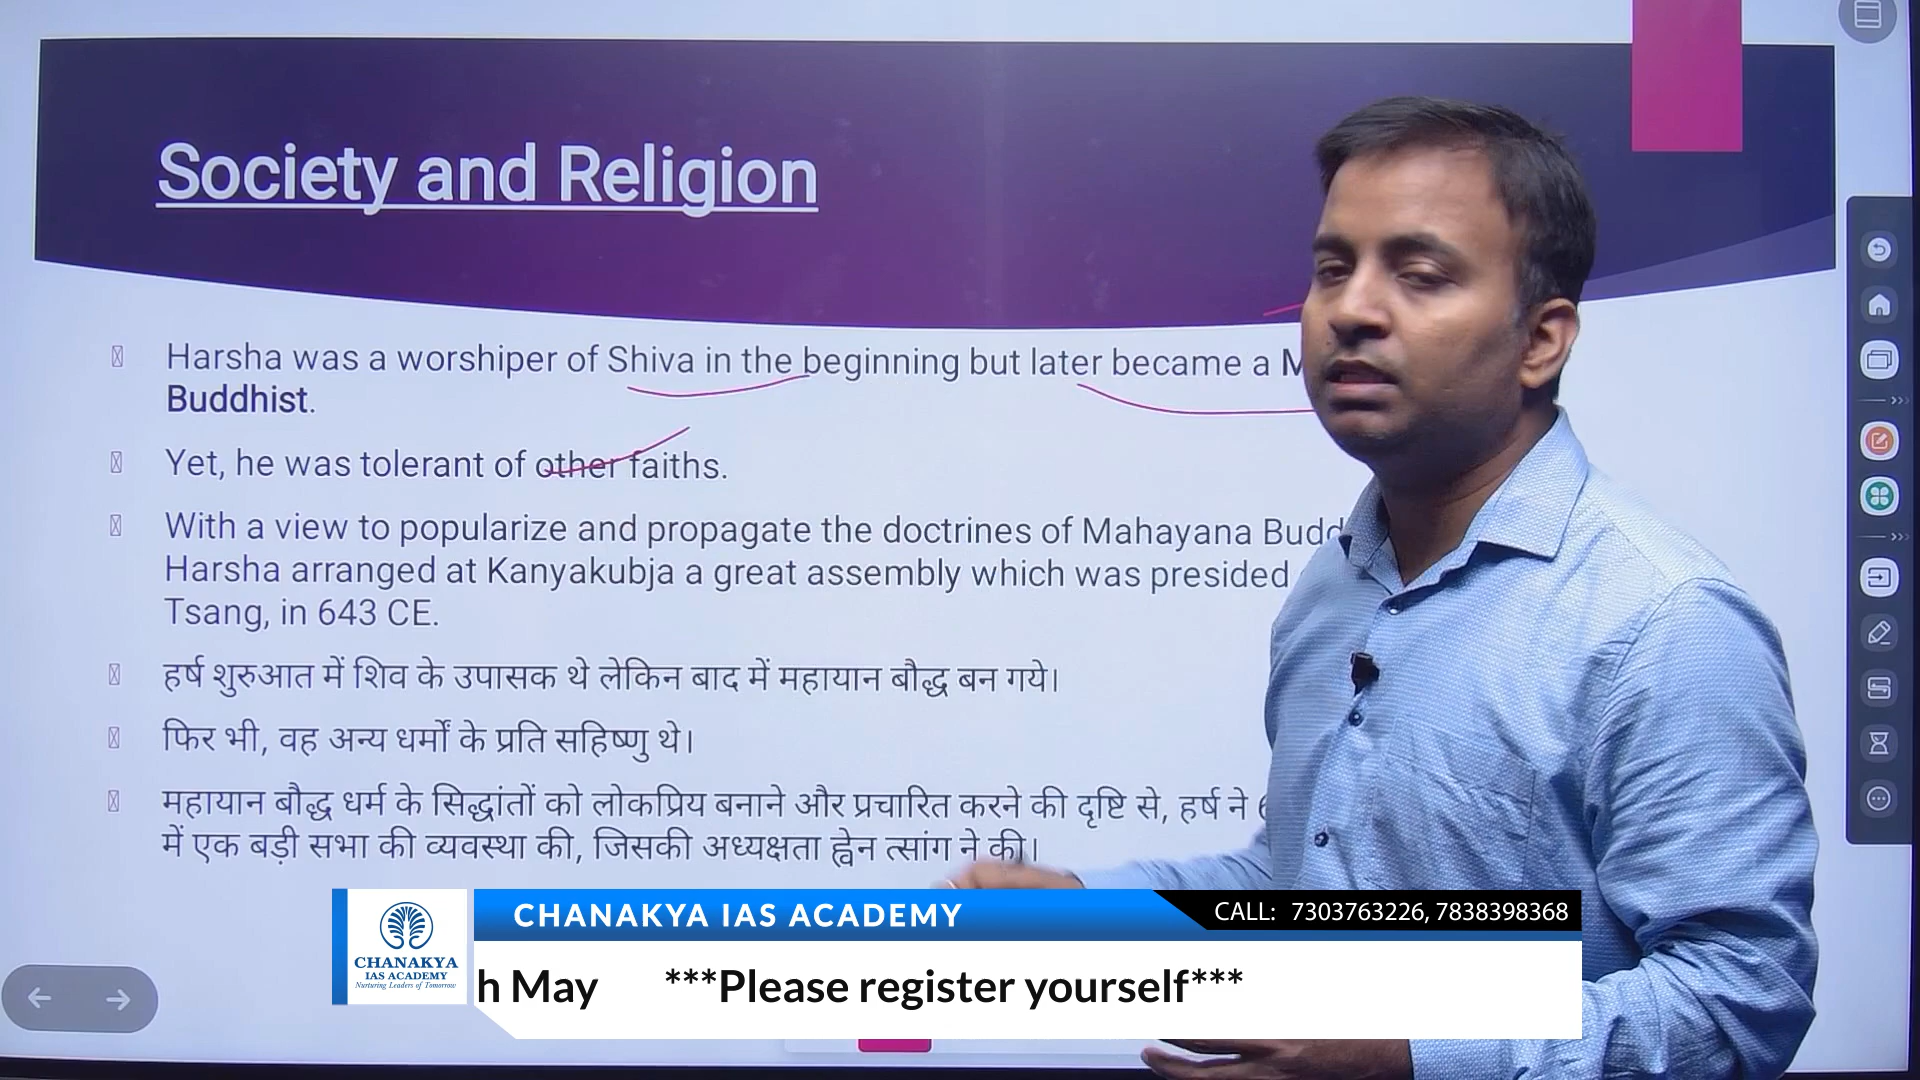 Society and Religion
Harsha was a worshiper of Shiva in the beginning but later became a
Buddhist.
Yet, he was tolerant of other faiths.
With a view to popularize and propagate the doctrines of Mahayana Budd
Harsha arranged at Kanyakubja a great assembly which was presided
Tsang, in 643 CE.
हर्ष शुरुआत में शिव के उपासक थे लेकिन बाद में महायान बौद्ध बन गये।
फिर भी, वह अन्य धर्मों के प्रति सहिष्णु थे।
महायान बौद्ध धर्म के सिद्धांतों को लोकप्रिय बनाने और प्रचारित करने की दृष्टि से, हर्ष ने
में एक बड़ी सभा की व्यवस्था की, जिसकी अध्यक्षता ह्वेन त्सांग ने की।
CHANAKYA IAS ACADEMY
CALL: 7303763226, 7838398368
CHANAKYA
IAS ACADEMY
Nurturing Leaders of Tomorrow
h May ***Please register yourself***